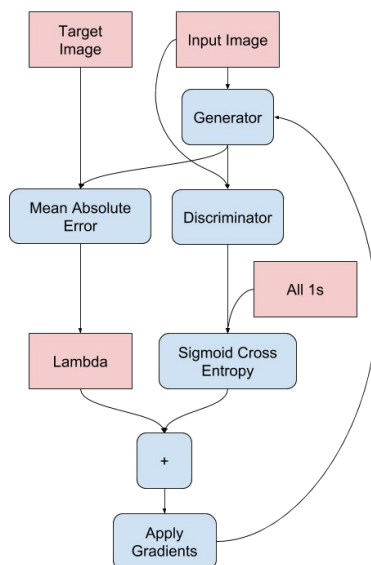 Target
Image
Input Image
Generator
Mean Absolute
Error
Discriminator
All 1s
Lambda
Sigmoid Cross
Entropy
+
Apply
Gradients